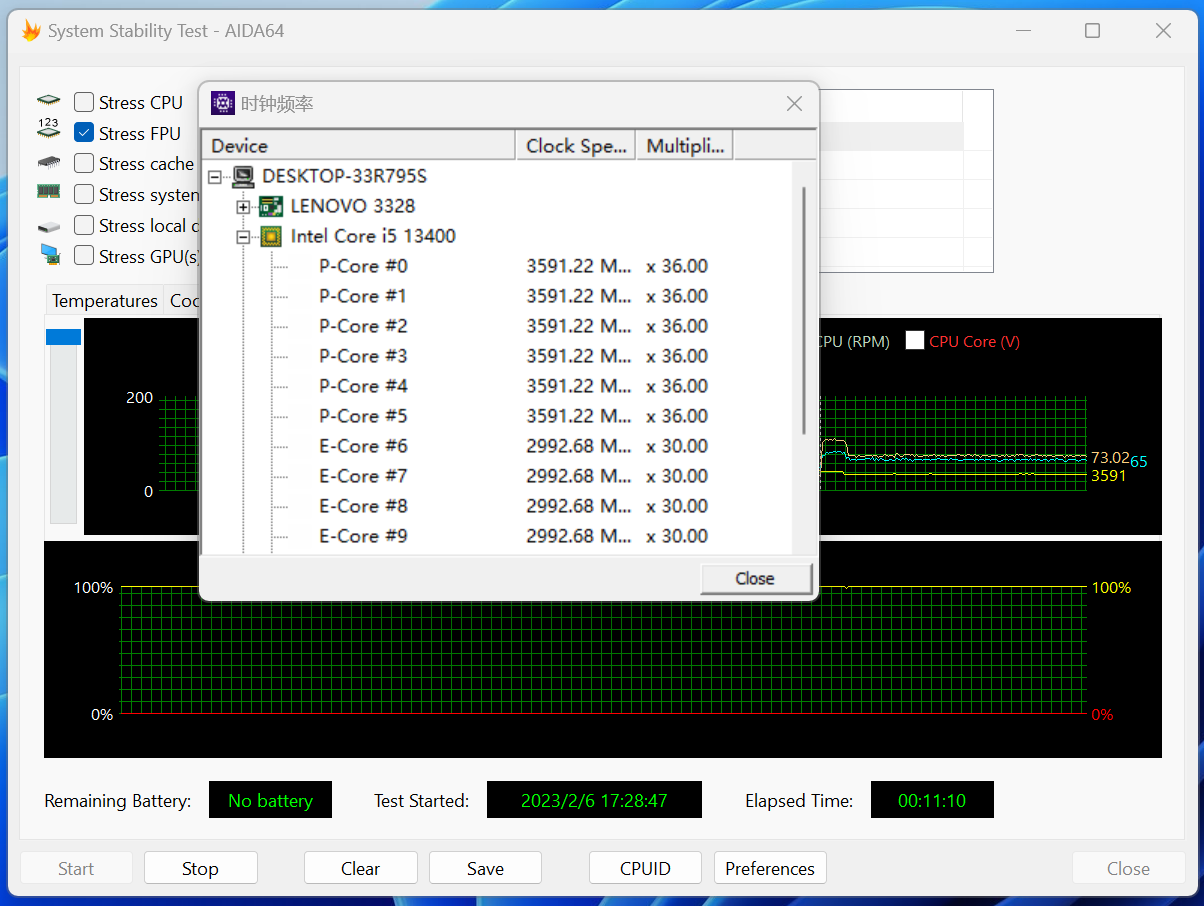 System Stability Test - AIDA64
Stress CPU
123
Stress FPU
Stress cache
Stress system
Stress local d
Stress GPU(s)
时钟频率
Device Clock Spe... Multipli...
DESKTOP-33R795S
LENOVO 3328
Intel Core i5 13400
P-Core #0 3591.22 M... x 36.00
P-Core #1 3591.22 M... x 36.00
P-Core #2 3591.22 M... x 36.00
P-Core #3 3591.22 M... x 36.00
P-Core #4 3591.22 M... x 36.00
P-Core #5 3591.22 M... x 36.00
E-Core #6 2992.68 M... x 30.00
E-Core #7 2992.68 M... x 30.00
E-Core #8 2992.68 M... x 30.00
E-Core #9 2992.68 M... x 30.00
Close
Temperatures Coo
CPU (RPM) CPU Core (V)
200
0
73.02 65
3591
100% 100%
0% 0%
Remaining Battery: No battery Test Started: 2023/2/6 17:28:47 Elapsed Time: 00:11:10
Start Stop Clear Save CPUID Preferences Close